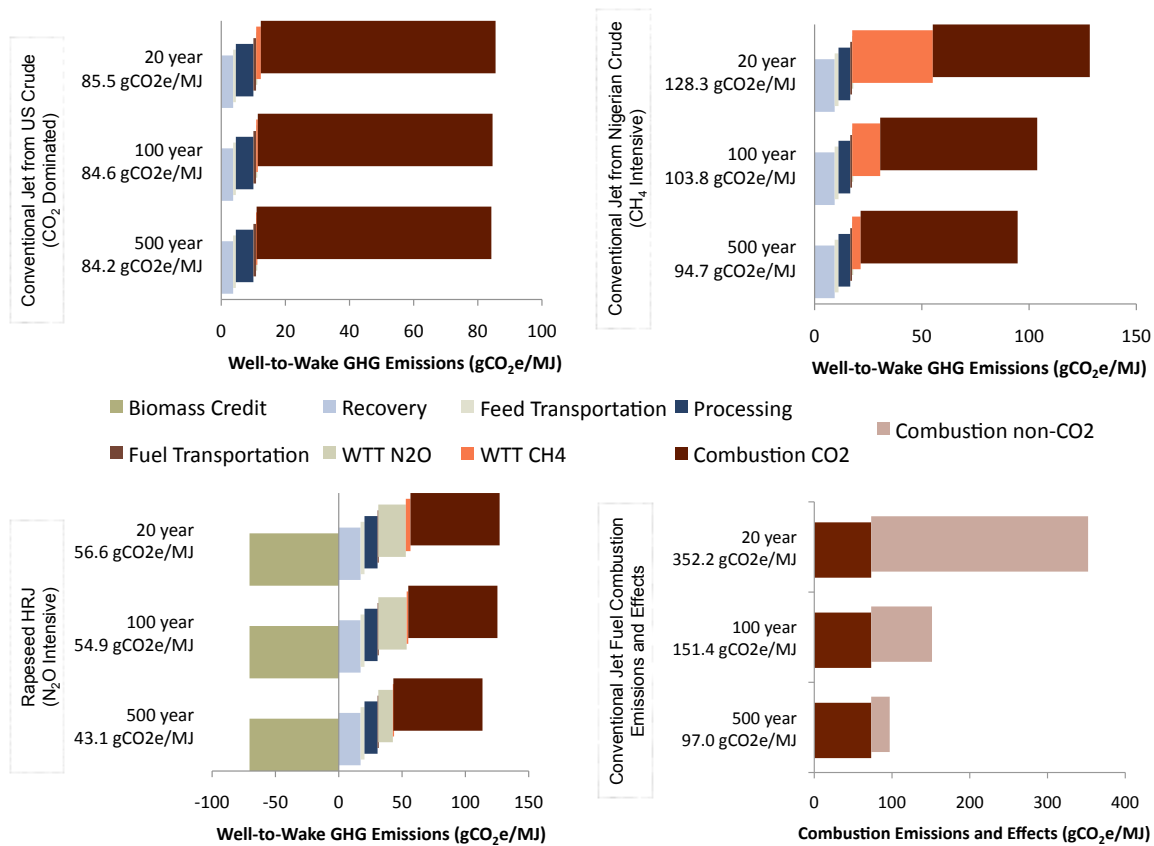 Conventional Jet from US Crude
(CO₂ Dominated)
20 year
85.5 gCO2e/MJ
100 year
84.6 gCO2e/MJ
500 year
84.2 gCO2e/MJ
0 20 40 60 80 100
Well-to-Wake GHG Emissions (gCO₂e/MJ)
Conventional Jet from Nigerian Crude
(CH₄ Intensive)
20 year
128.3 gCO2e/MJ
100 year
103.8 gCO2e/MJ
500 year
94.7 gCO2e/MJ
0 50 100 150
Well-to-Wake GHG Emissions (gCO₂e/MJ)
Biomass Credit Recovery Feed Transportation Processing
Combustion non-CO2
Fuel Transportation WTT N2O WTT CH4 Combustion CO2
Rapeseed HRJ
(N₂O Intensive)
20 year
56.6 gCO2e/MJ
100 year
54.9 gCO2e/MJ
500 year
43.1 gCO2e/MJ
-100 -50 0 50 100 150
Well-to-Wake GHG Emissions (gCO₂e/MJ)
Conventional Jet Fuel Combustion
Emissions and Effects
20 year
352.2 gCO2e/MJ
100 year
151.4 gCO2e/MJ
500 year
97.0 gCO2e/MJ
0 100 200 300 400
Combustion Emissions and Effects (gCO₂e/MJ)